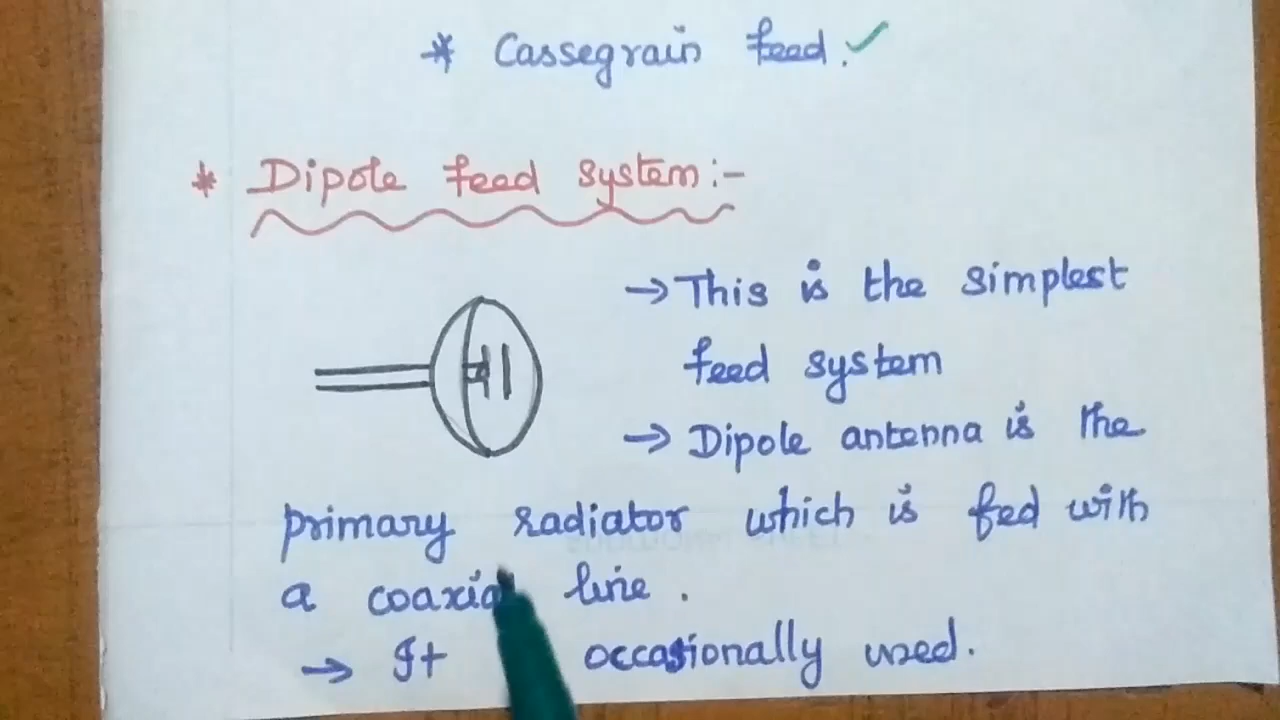 * Cassegrain feed. ✓
* Dipole feed system:-
→ This is the simplest
feed system
→ Dipole antenna is the
primary radiator which is fed with
a line.
→ It occasionally used.